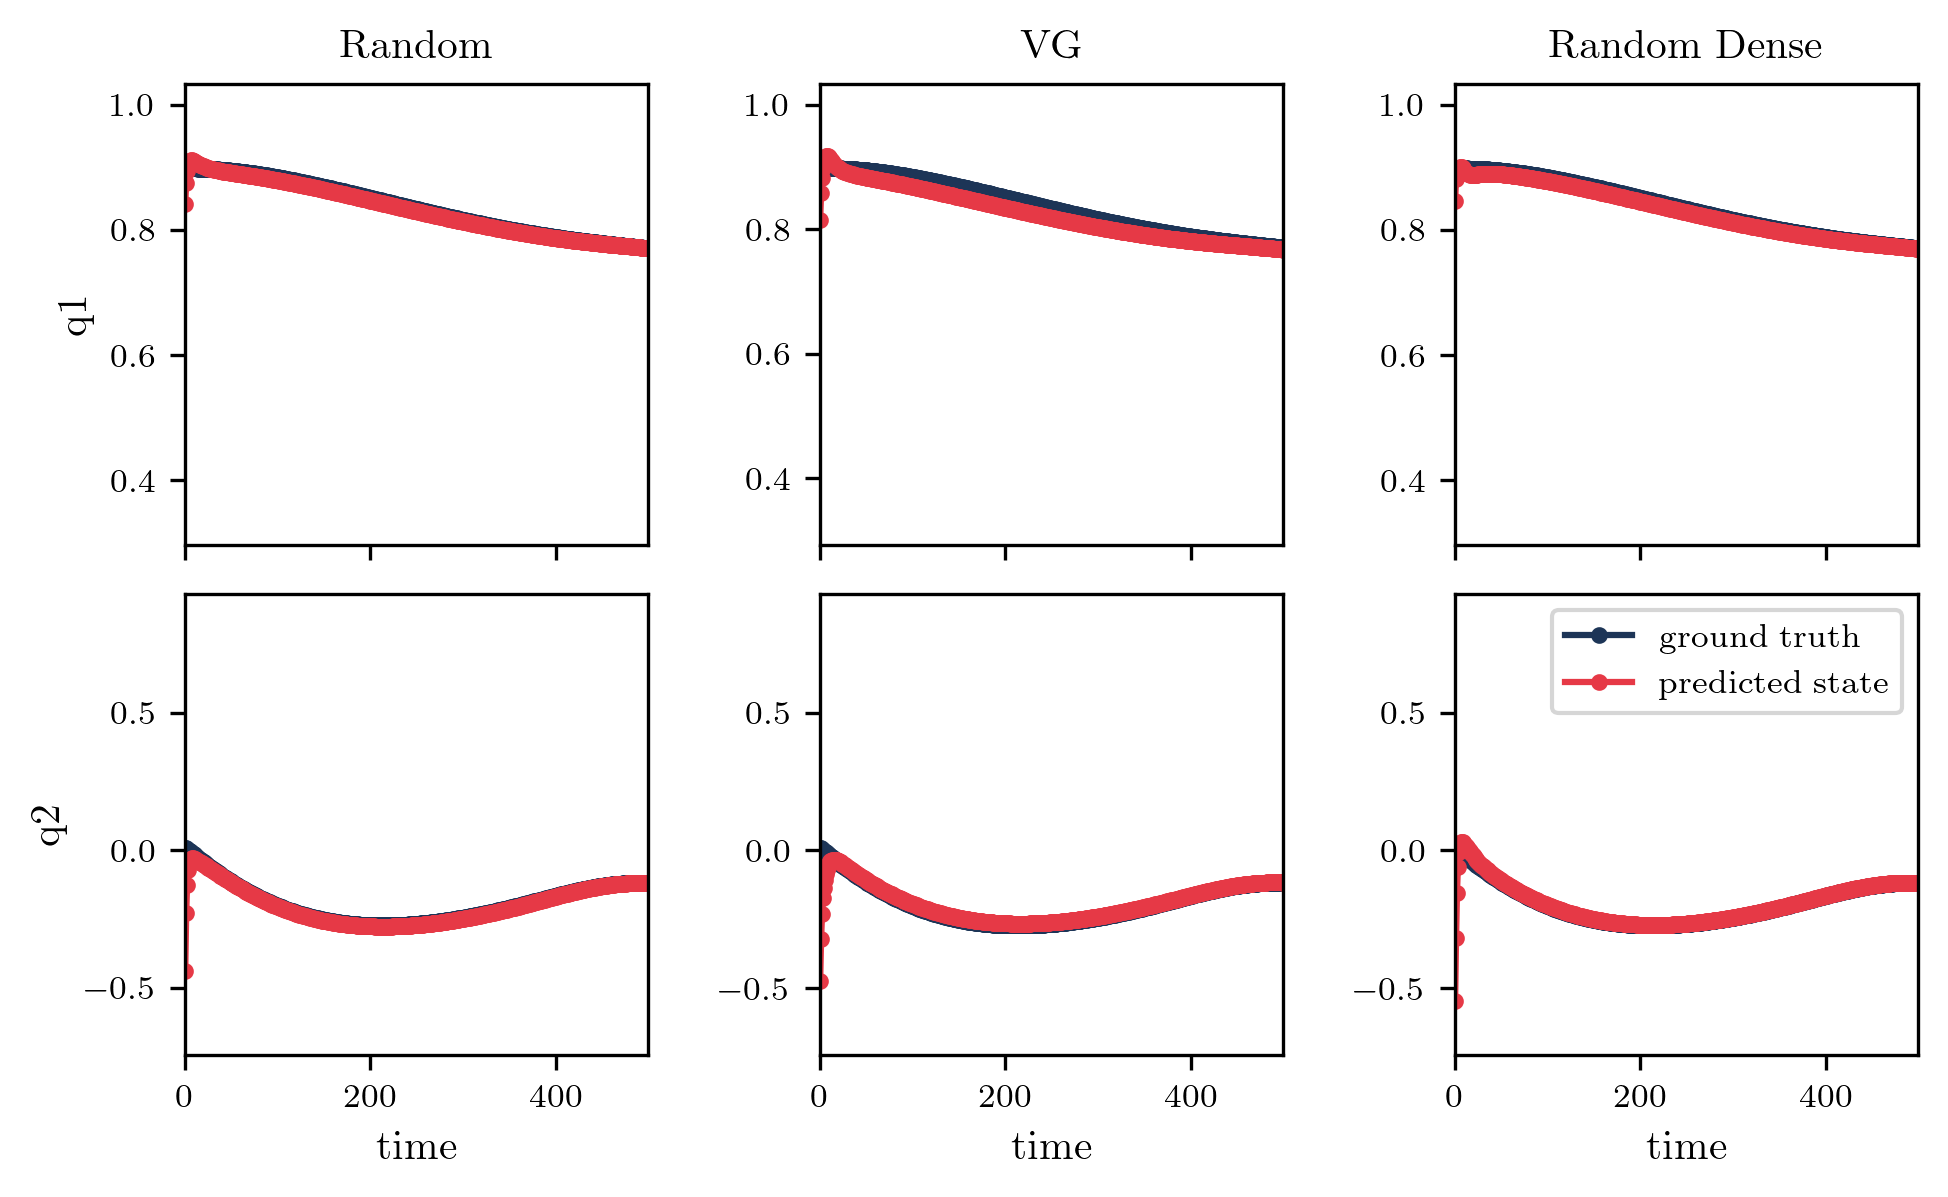 Random VG Random Dense
1.0 1.0 1.0
0.8 0.8 0.8
q1
0.6 0.6 0.6
0.4 0.4 0.4
ground truth
predicted state
0.5 0.5 0.5
q2
0.0 0.0 0.0
−0.5 −0.5 −0.5
0 200 400 0 200 400 0 200 400
time time time